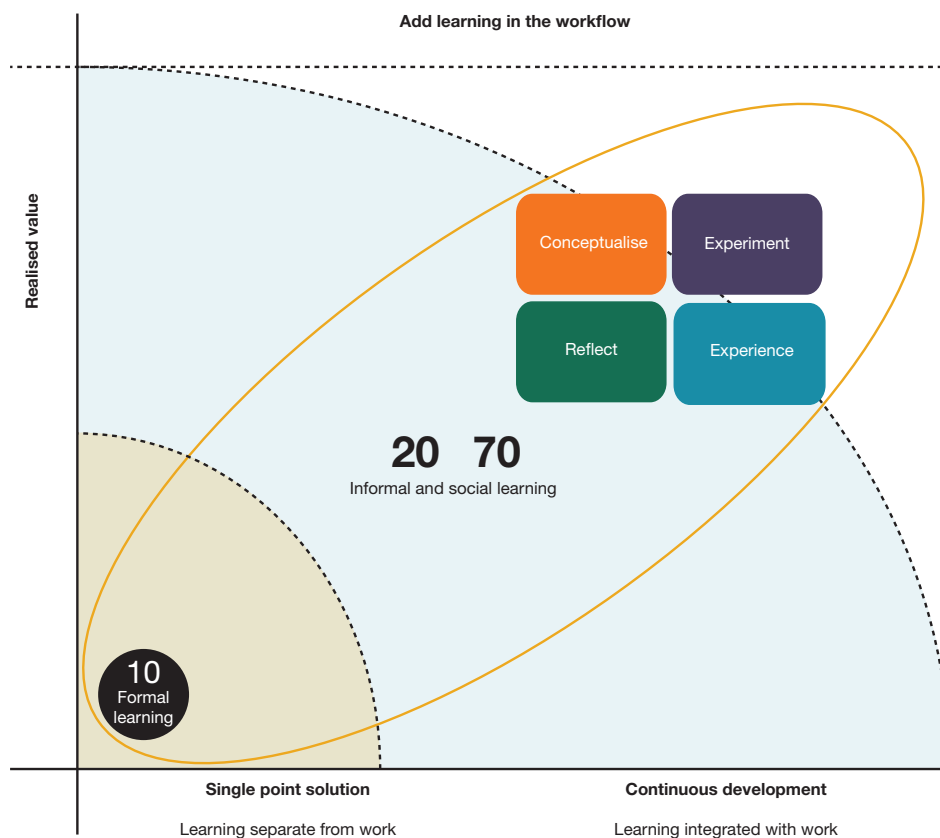 Add learning in the workflow
Realised value
Conceptualise
Experiment
Reflect
Experience
20 70
Informal and social learning
10
Formal
learning
Single point solution
Continuous development
Learning separate from work
Learning integrated with work